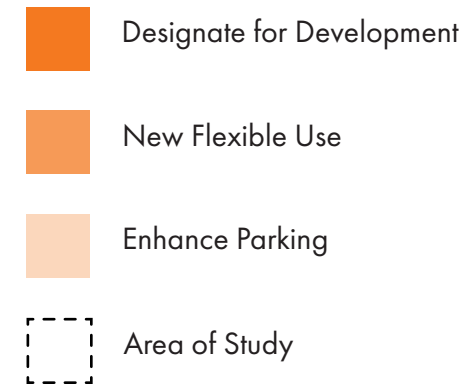 Designate for Development
New Flexible Use
Enhance Parking
Area of Study